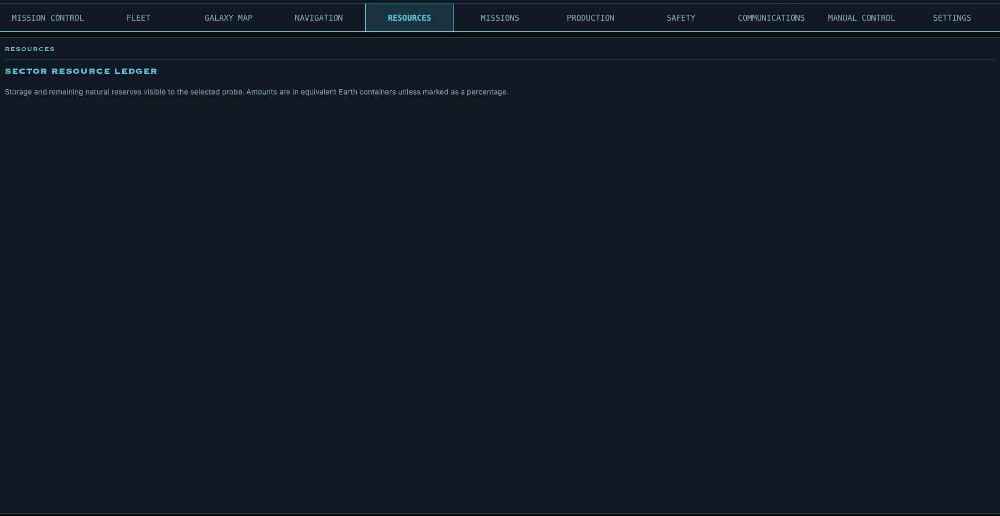 MISSION CONTROL FLEET GALAXY MAP NAVIGATION RESOURCES MISSIONS PRODUCTION SAFETY COMMUNICATIONS MANUAL CONTROL SETTINGS
RESOURCES
SECTOR RESOURCE LEDGER
Storage and remaining natural reserves visible to the selected probe. Amounts are in equivalent Earth containers unless marked as a percentage.